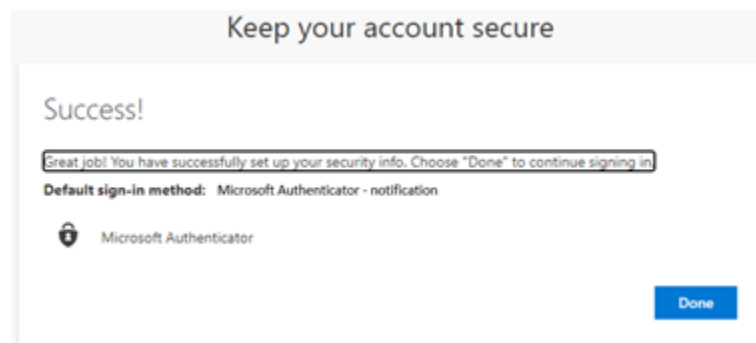 Keep your account secure
Success!
Great job! You have successfully set up your security info. Choose "Done" to continue signing in.
Default sign-in method: Microsoft Authenticator - notification
Microsoft Authenticator
Done